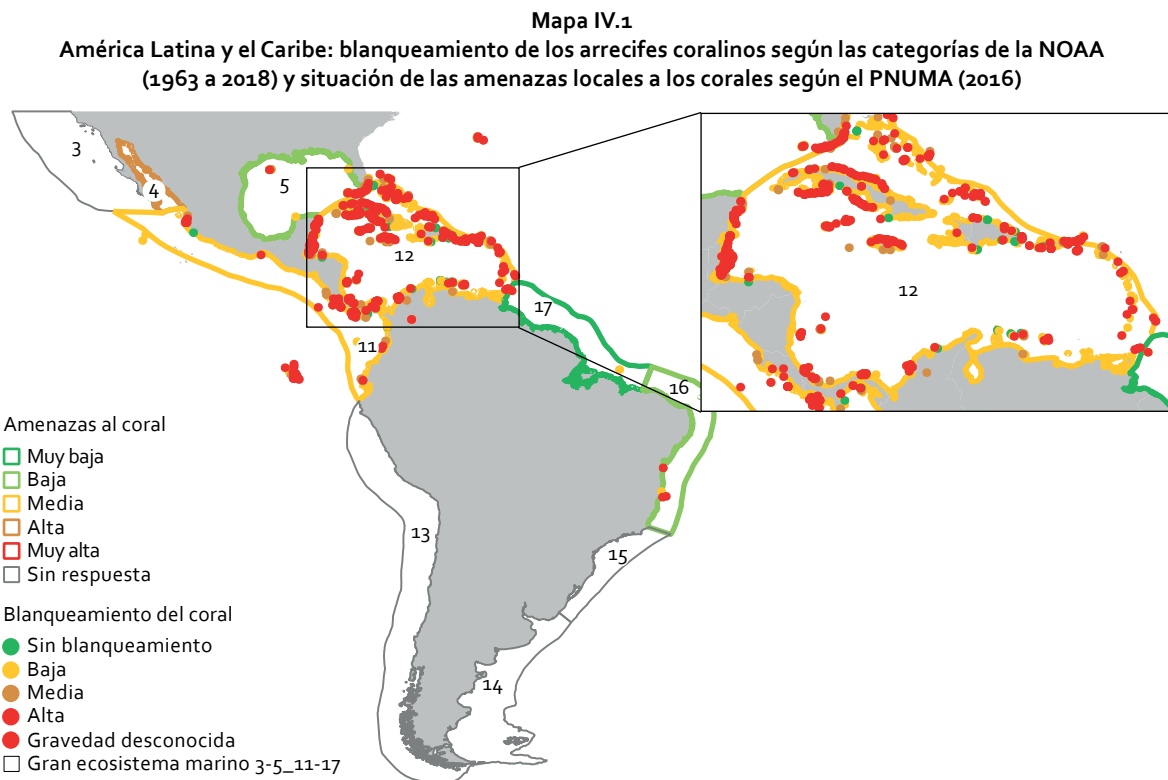 Mapa IV.1
América Latina y el Caribe: blanqueamiento de los arrecifes coralinos según las categorías de la NOAA
(1963 a 2018) y situación de las amenazas locales a los corales según el PNUMA (2016)
3
4
5
12
17
11
16
12
13
15
14
Amenazas al coral
Muy baja
Baja
Media
Alta
Muy alta
Sin respuesta
Blanqueamiento del coral
Sin blanqueamiento
Baja
Media
Alta
Gravedad desconocida
Gran ecosistema marino 3-5_11-17